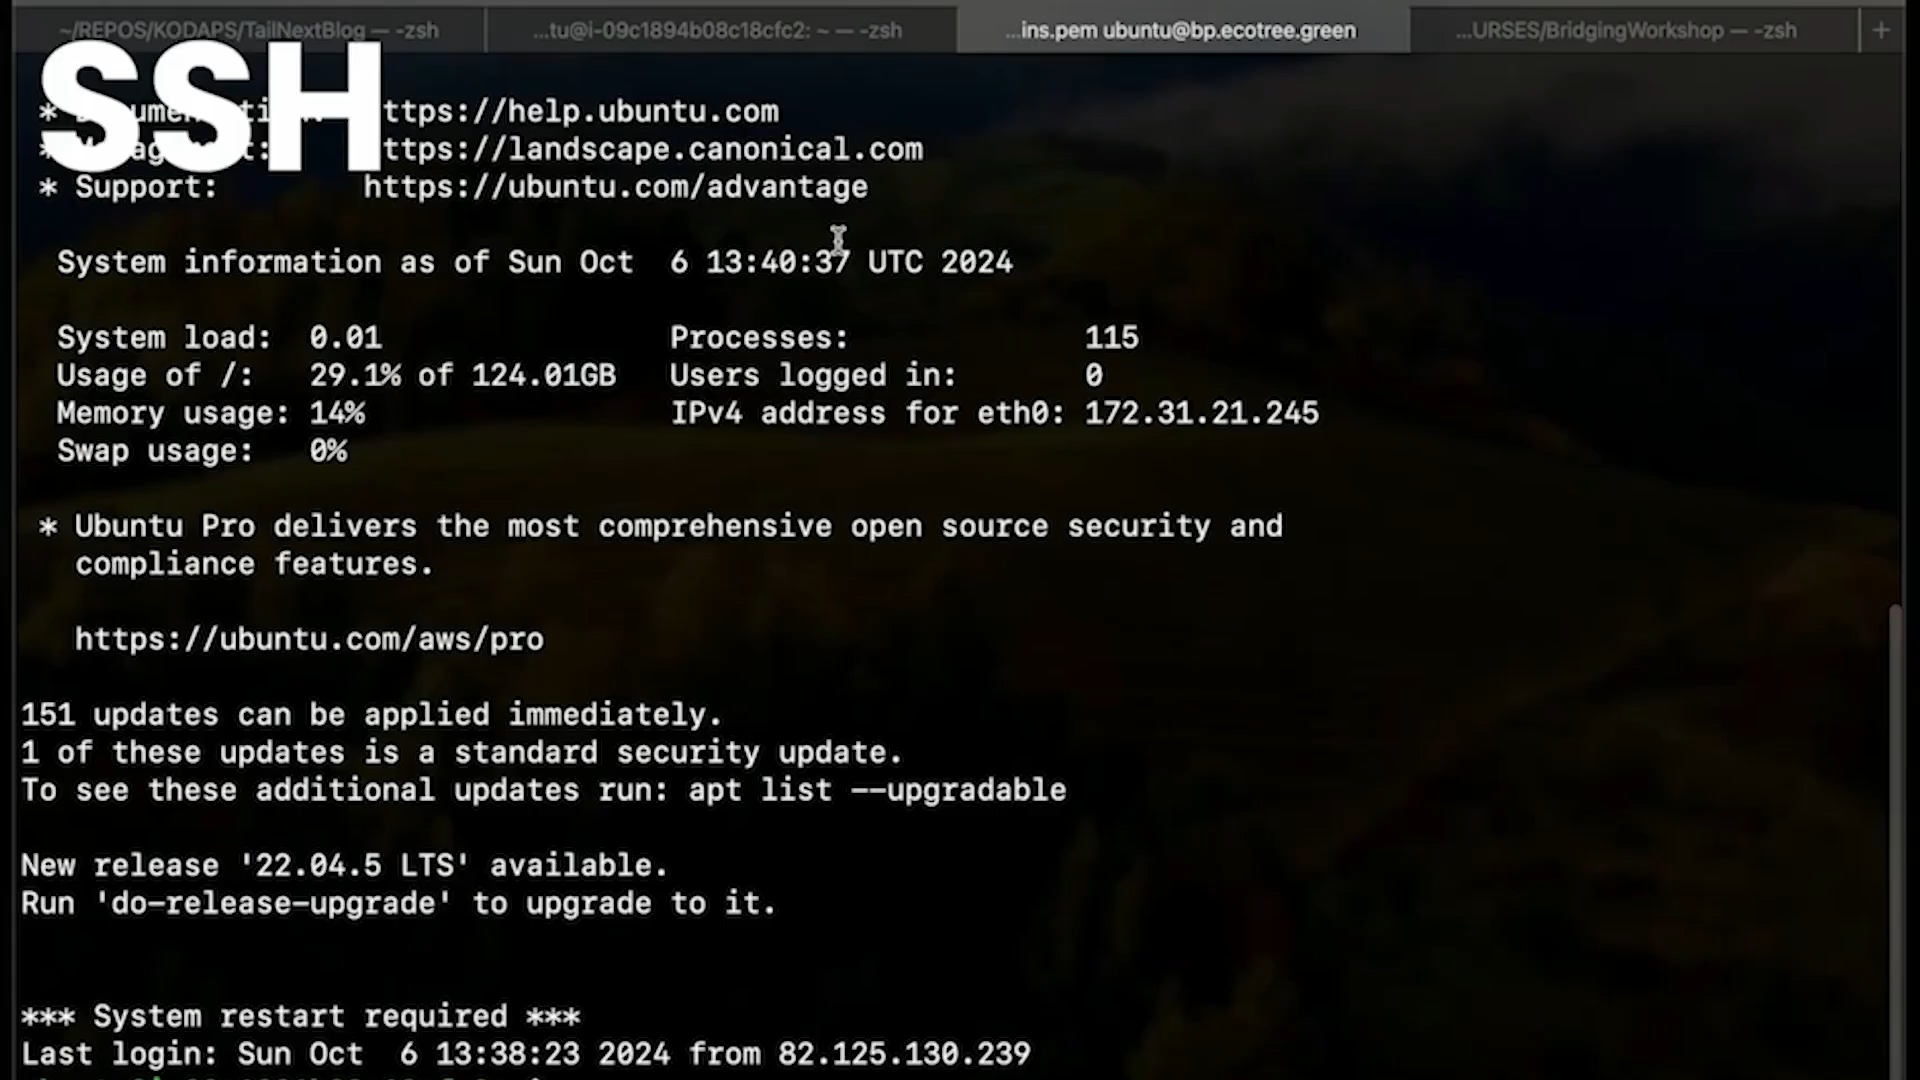 ~/REPOS/KODAPS/TailNextBlog — -zsh
...tu@i-09c1894b08c18cfc2: ~ — -zsh
...ins.pem ubuntu@bp.ecotree.green
...URSES/BridgingWorkshop — -zsh
+
SSH
* ttps://help.ubuntu.com
* ttps://landscape.canonical.com
* Support: https://ubuntu.com/advantage
System information as of Sun Oct 6 13:40:37 UTC 2024
System load: 0.01 Processes: 115
Usage of /: 29.1% of 124.01GB Users logged in: 0
Memory usage: 14% IPv4 address for eth0: 172.31.21.245
Swap usage: 0%
* Ubuntu Pro delivers the most comprehensive open source security and
compliance features.
https://ubuntu.com/aws/pro
151 updates can be applied immediately.
1 of these updates is a standard security update.
To see these additional updates run: apt list --upgradable
New release '22.04.5 LTS' available.
Run 'do-release-upgrade' to upgrade to it.
*** System restart required ***
Last login: Sun Oct 6 13:38:23 2024 from 82.125.130.239